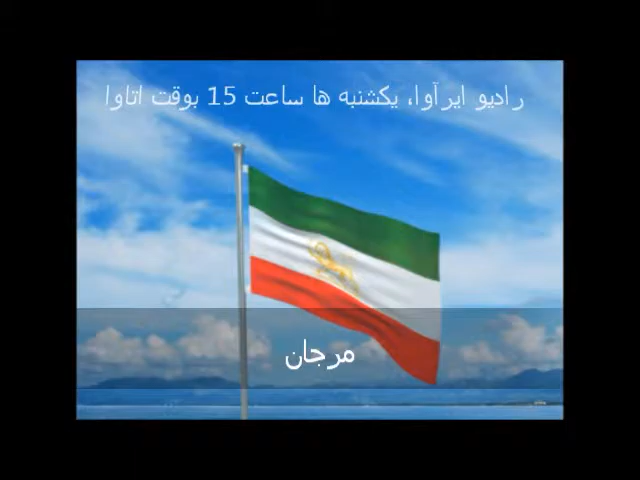 رادیو ایرآوا، یکشنبه ها ساعت 15 بوقت اتاوا
مرجان